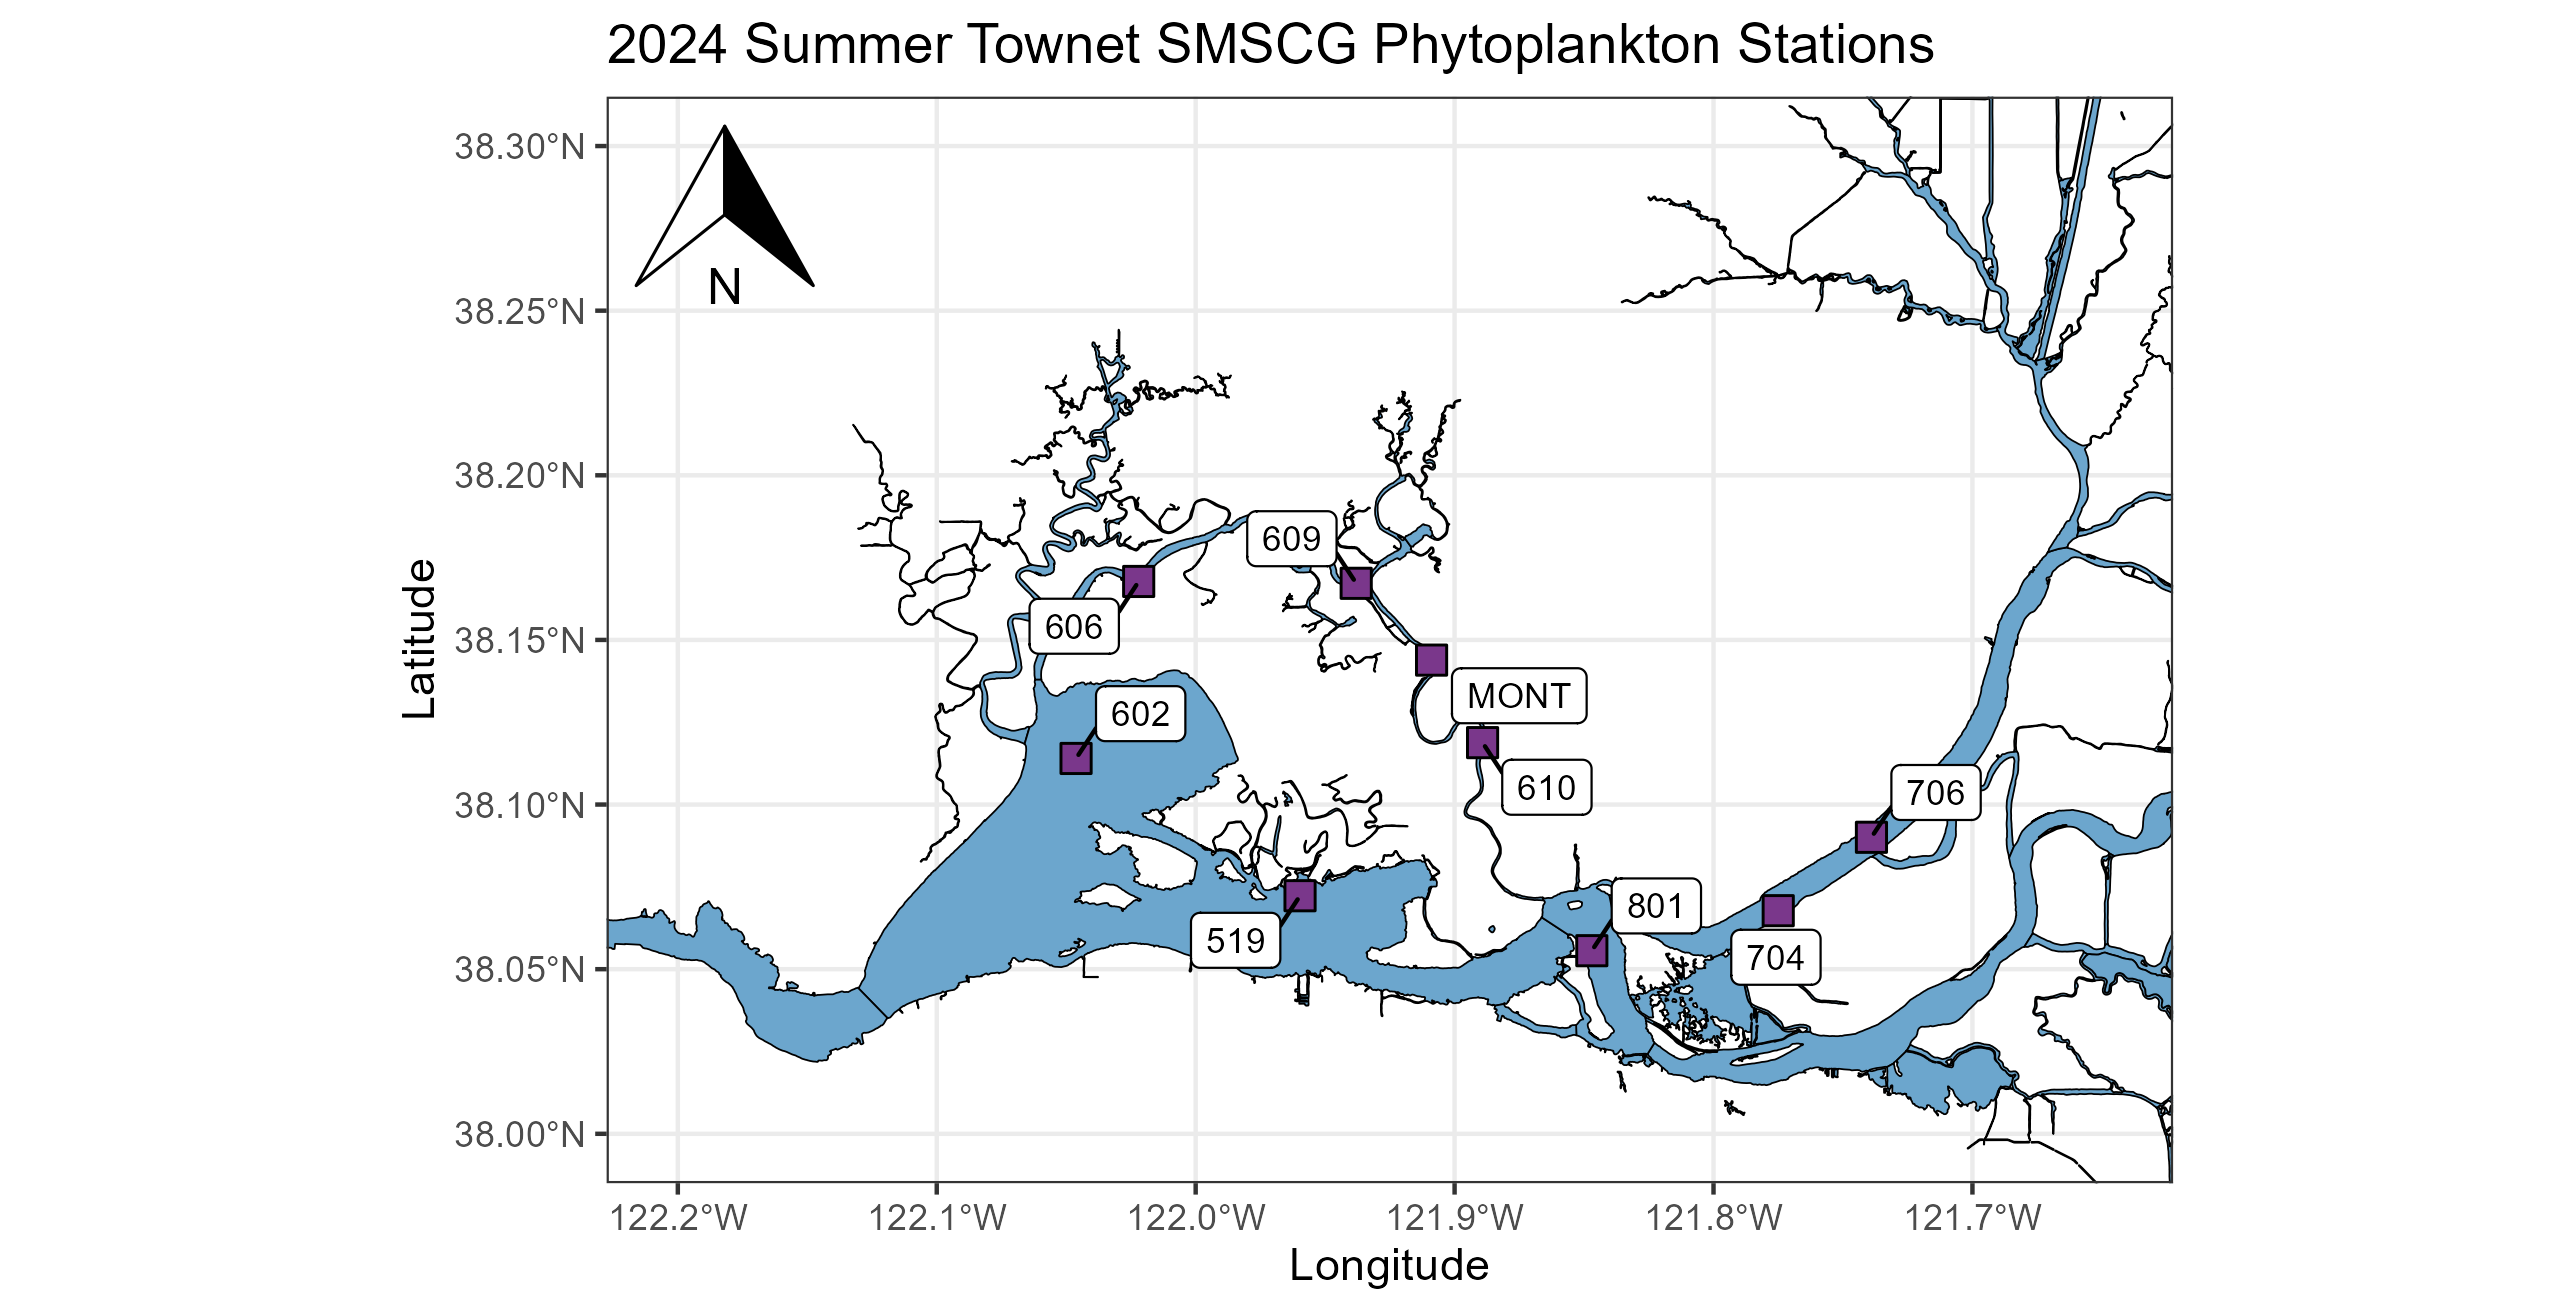 2024 Summer Townet SMSCG Phytoplankton Stations
38.30°N
N
38.25°N
38.20°N
609
606
38.15°N
MONT
602
610
706
38.10°N
801
519
704
38.05°N
38.00°N
122.2°W 122.1°W 122.0°W 121.9°W 121.8°W 121.7°W
Longitude
Latitude